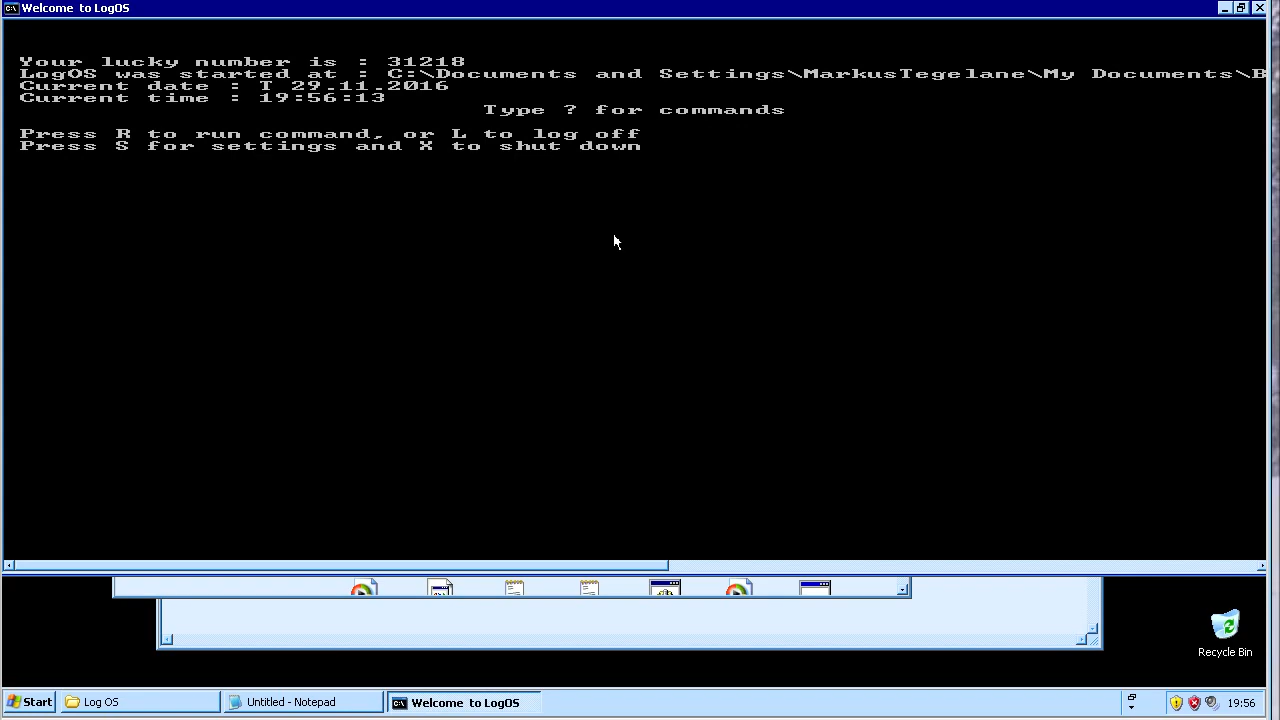 Welcome to LogOS
Your lucky number is : 31218
LogOS was started at : C:\Documents and Settings\MarkusTegelane\My Documents\B
Current date : T 29.11.2016
Current time : 19:56:13
Type ? for commands
Press R to run command, or L to log off
Press S for settings and X to shut down
Recycle Bin
Start
Log OS
Untitled - Notepad
Welcome to LogOS
19:56